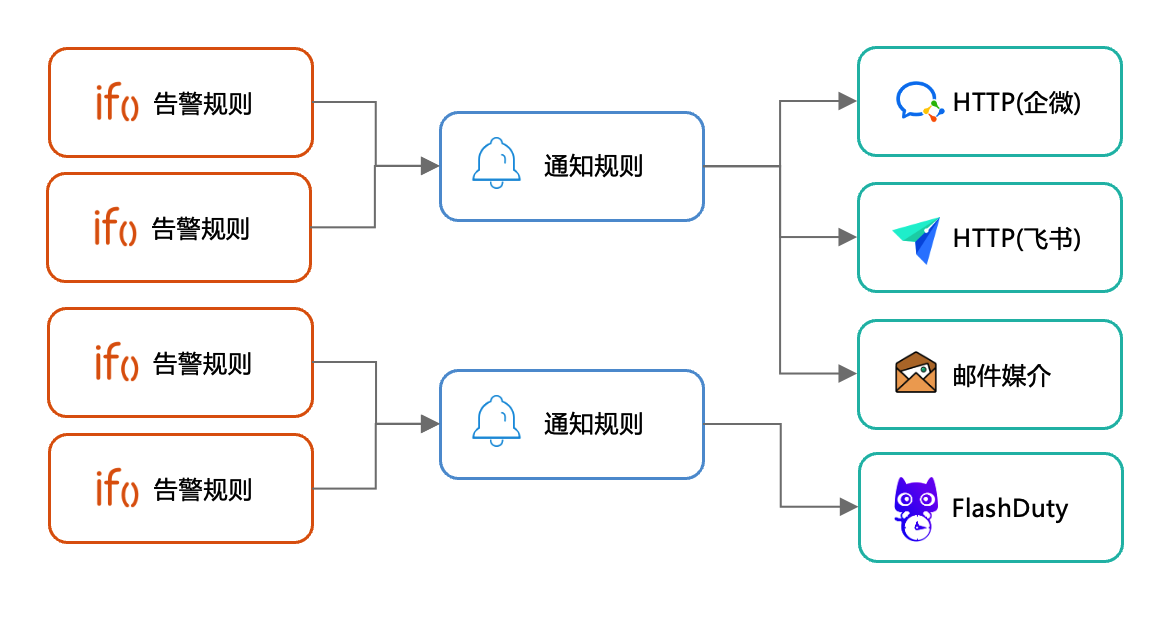 if() 告警规则
if() 告警规则
if() 告警规则
if() 告警规则
通知规则
通知规则
HTTP(企微)
HTTP(飞书)
邮件媒介
FlashDuty